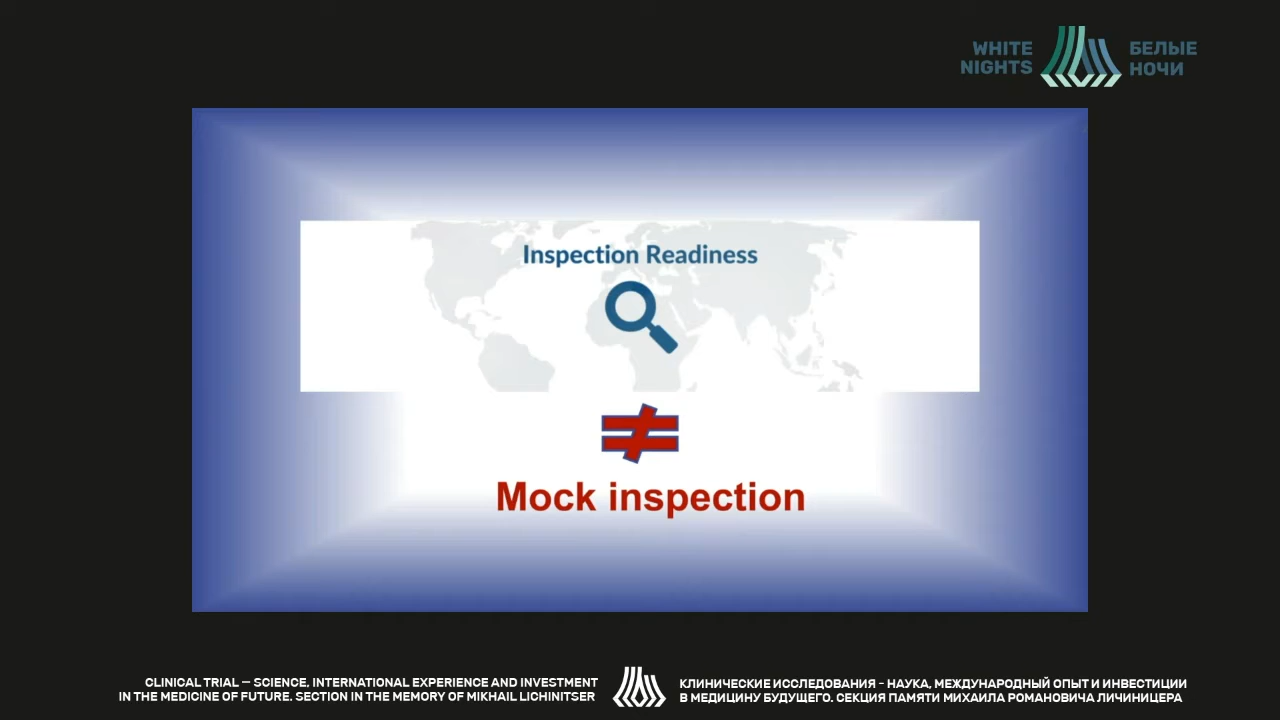 WHITE
NIGHTS
БЕЛЫЕ
НОЧИ
Inspection Readiness
≠
Mock inspection
CLINICAL TRIAL — SCIENCE, INTERNATIONAL EXPERIENCE AND INVESTMENT
IN THE MEDICINE OF FUTURE. SECTION IN THE MEMORY OF MIKHAIL LICHINITSER
КЛИНИЧЕСКИЕ ИССЛЕДОВАНИЯ – НАУКА, МЕЖДУНАРОДНЫЙ ОПЫТ И ИНВЕСТИЦИИ
В МЕДИЦИНУ БУДУЩЕГО. СЕКЦИЯ ПАМЯТИ МИХАИЛА РОМАНОВИЧА ЛИЧИНИЦЕРА